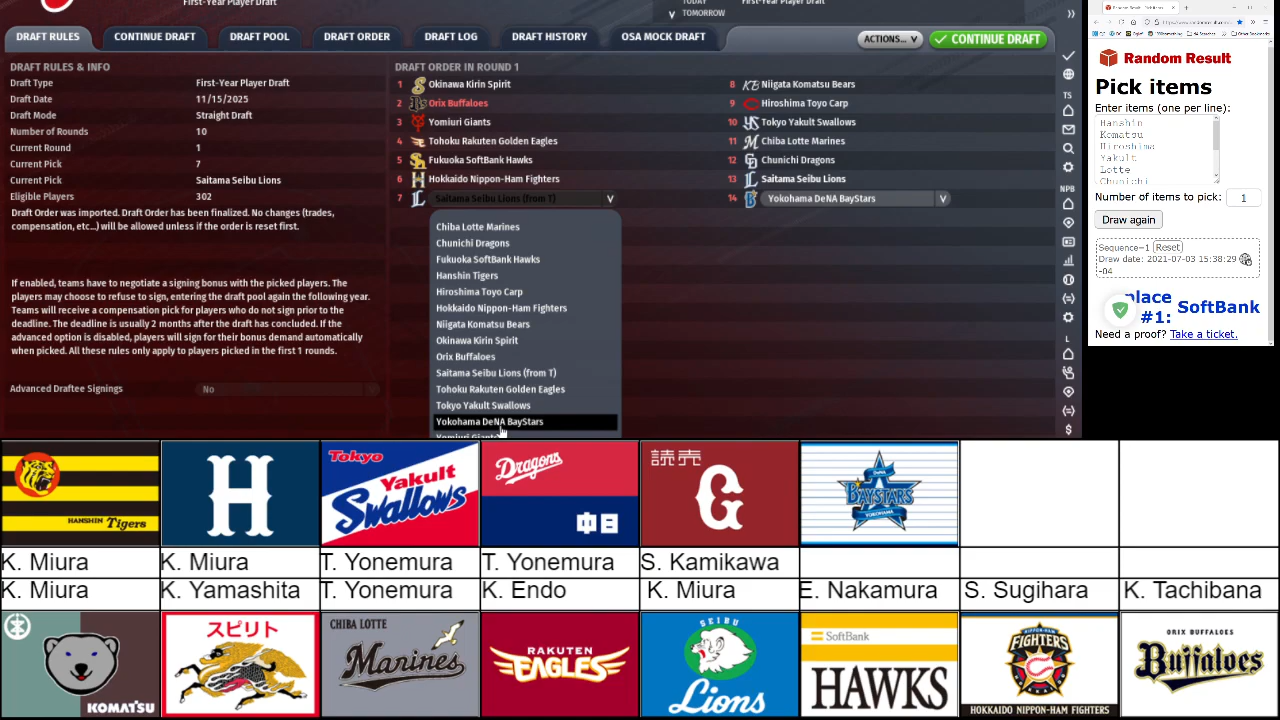 First-Year Player Draft
TODAY
TOMORROW
First-Year Player Draft
DRAFT RULES
CONTINUE DRAFT
DRAFT POOL
DRAFT ORDER
DRAFT LOG
DRAFT HISTORY
OSA MOCK DRAFT
ACTIONS...
CONTINUE DRAFT
DRAFT RULES & INFO
Draft Type First-Year Player Draft
Draft Date 11/15/2025
Draft Mode Straight Draft
Number of Rounds 10
Current Round 1
Current Pick 7
Current Pick Saitama Seibu Lions
Eligible Players 302
Draft Order was imported. Draft Order has been finalized. No changes (trades,
compensation, etc...) will be allowed unless if the order is reset first.
If enabled, teams have to negotiate a signing bonus with the picked players. The
players may choose to refuse to sign, entering the draft pool again the following year.
Teams will receive a compensation pick for players who do not sign prior to the
deadline. The deadline is usually 2 months after the draft has concluded. If the
advanced option is disabled, players will sign for their bonus demand automatically
when picked. All these rules only apply to players picked in the first 1 rounds.
Advanced Draftee Signings No
DRAFT ORDER IN ROUND 1
1 Okinawa Kirin Spirit
2 Orix Buffaloes
3 Yomiuri Giants
4 Tohoku Rakuten Golden Eagles
5 Fukuoka SoftBank Hawks
6 Hokkaido Nippon-Ham Fighters
7 Saitama Seibu Lions (from T)
8 Niigata Komatsu Bears
9 Hiroshima Toyo Carp
10 Tokyo Yakult Swallows
11 Chiba Lotte Marines
12 Chunichi Dragons
13 Saitama Seibu Lions
14 Yokohama DeNA BayStars
Chiba Lotte Marines
Chunichi Dragons
Fukuoka SoftBank Hawks
Hanshin Tigers
Hiroshima Toyo Carp
Hokkaido Nippon-Ham Fighters
Niigata Komatsu Bears
Okinawa Kirin Spirit
Orix Buffaloes
Saitama Seibu Lions (from T)
Tohoku Rakuten Golden Eagles
Tokyo Yakult Swallows
Yokohama DeNA BayStars
Yomiuri Giants
TS
NPB
L
$
Random Result
Pick items
Enter items (one per line):
Hanshin
Komatsu
Hiroshima
Yakult
Lotte
Chunichi
Number of items to pick: 1
Draw again
Sequence=1 Reset
Draw date: 2021-07-03 15:38:29
-04
place
#1: SoftBank
Need a proof? Take a ticket.
HANSHIN Tigers
H
Tokyo
Yakult
Swallows
Dragons
中日
読売
G
DeNA
BAYSTARS
YOKOHAMA
K. Miura
K. Miura
T. Yonemura
T. Yonemura
S. Kamikawa
K. Miura
K. Yamashita
T. Yonemura
K. Endo
K. Miura
E. Nakamura
S. Sugihara
K. Tachibana
KOMATSU
スピリト
CHIBA LOTTE
Marines
RAKUTEN
EAGLES
SEIBU
Lions
SoftBank
HAWKS
NIPPON-HAM
FIGHTERS
HOKKAIDO NIPPON-HAM FIGHTERS
ORIX BUFFALOES
Buffaloes